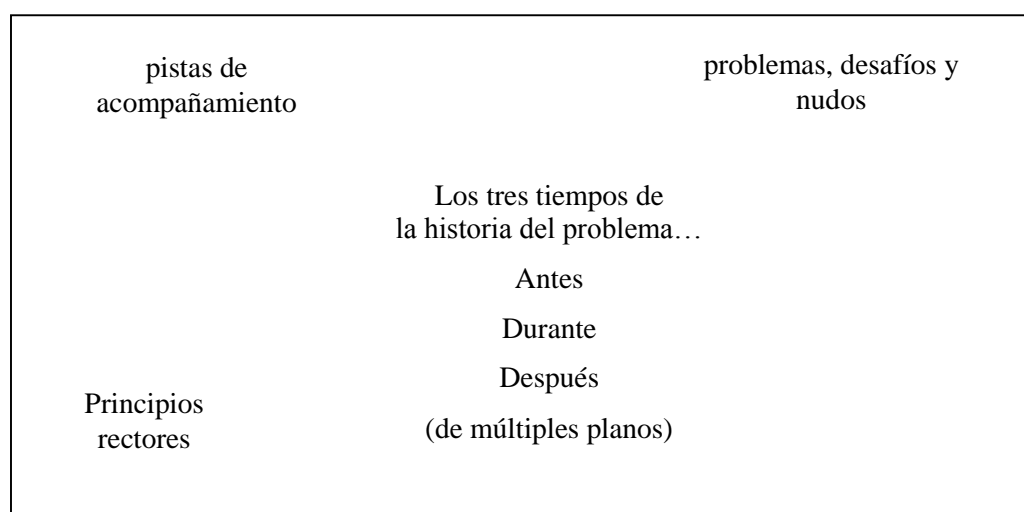 pistas de
acompañamiento
problemas, desafíos y
nudos
Los tres tiempos de
la historia del problema…
Antes
Durante
Después
(de múltiples planos)
Principios
rectores